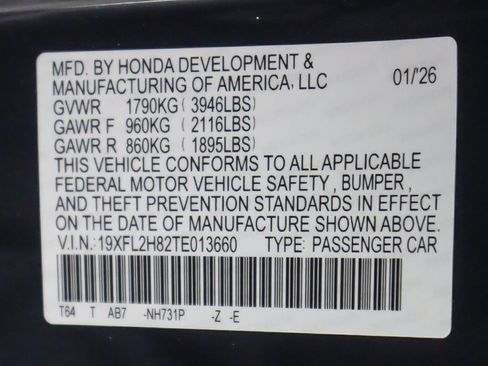 MFD. BY HONDA DEVELOPMENT &
MANUFACTURING OF AMERICA, LLC 01/'26
GVWR 1790KG ( 3946LBS )
GAWR F 960KG ( 2116LBS )
GAWR R 860KG ( 1895LBS )
THIS VEHICLE CONFORMS TO ALL APPLICABLE
FEDERAL MOTOR VEHICLE SAFETY , BUMPER,
AND THEFT PREVENTION STANDARDS IN EFFECT
ON THE DATE OF MANUFACTURE SHOWN ABOVE.
V.I.N.: 19XFL2H82TE013660 TYPE: PASSENGER CAR
T64 T AB7 -NH731P -Z -E